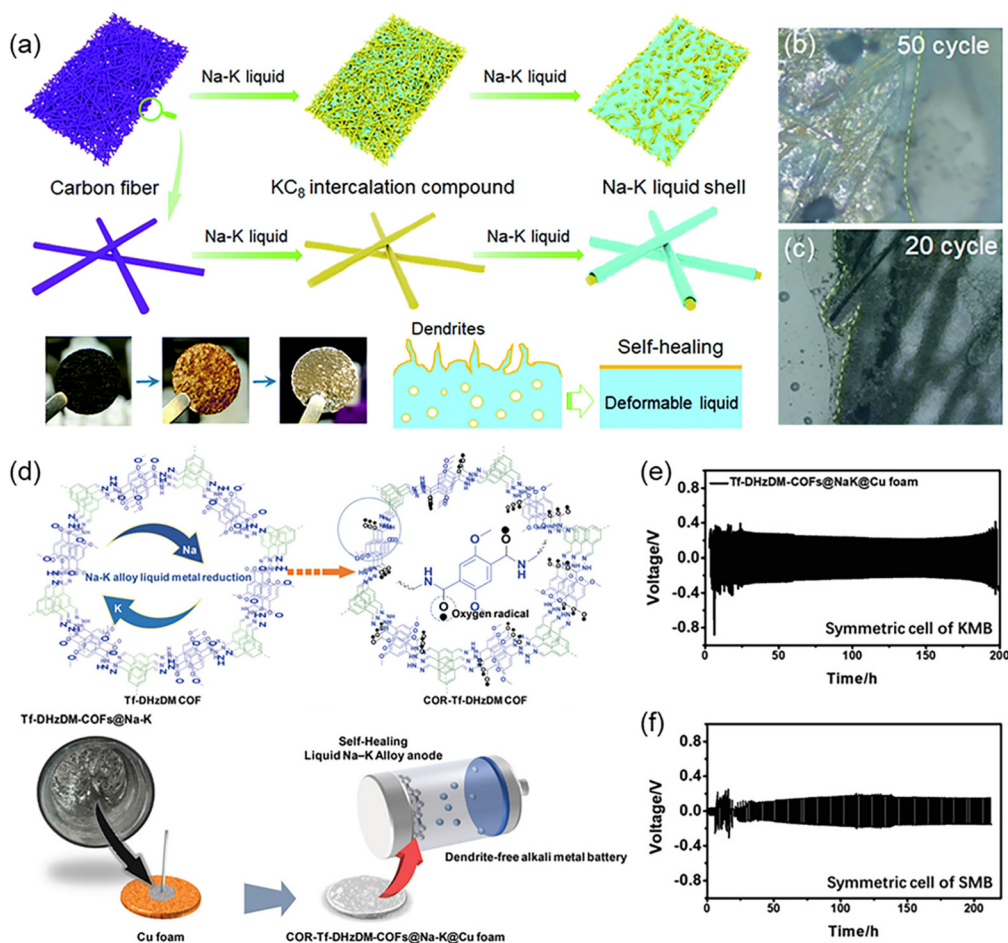 (a)
Na-K liquid
Na-K liquid
Carbon fiber
KC8 intercalation compound
Na-K liquid shell
Na-K liquid
Na-K liquid
Dendrites
Self-healing
Deformable liquid
(b)
50 cycle
(c)
20 cycle
(d)
Na
Na-K alloy liquid metal reduction
K
Tf-DHzDM COF
O
HN
NH
O
O
O
Oxygen radical
COR-Tf-DHzDM COF
Tf-DHzDM-COFs@Na-K
Cu foam
Self-Healing
Liquid Na–K Alloy anode
Dendrite-free alkali metal battery
COR-Tf-DHzDM-COFs@Na-K@Cu foam
(e)
Tf-DHzDM-COFs@NaK@Cu foam
Voltage/V
0.8
0.4
0.0
-0.4
-0.8
Symmetric cell of KMB
0 50 100 150 200
Time/h
(f)
Voltage/V
0.8
0.4
0.0
-0.4
-0.8
Symmetric cell of SMB
0 50 100 150 200
Time/h